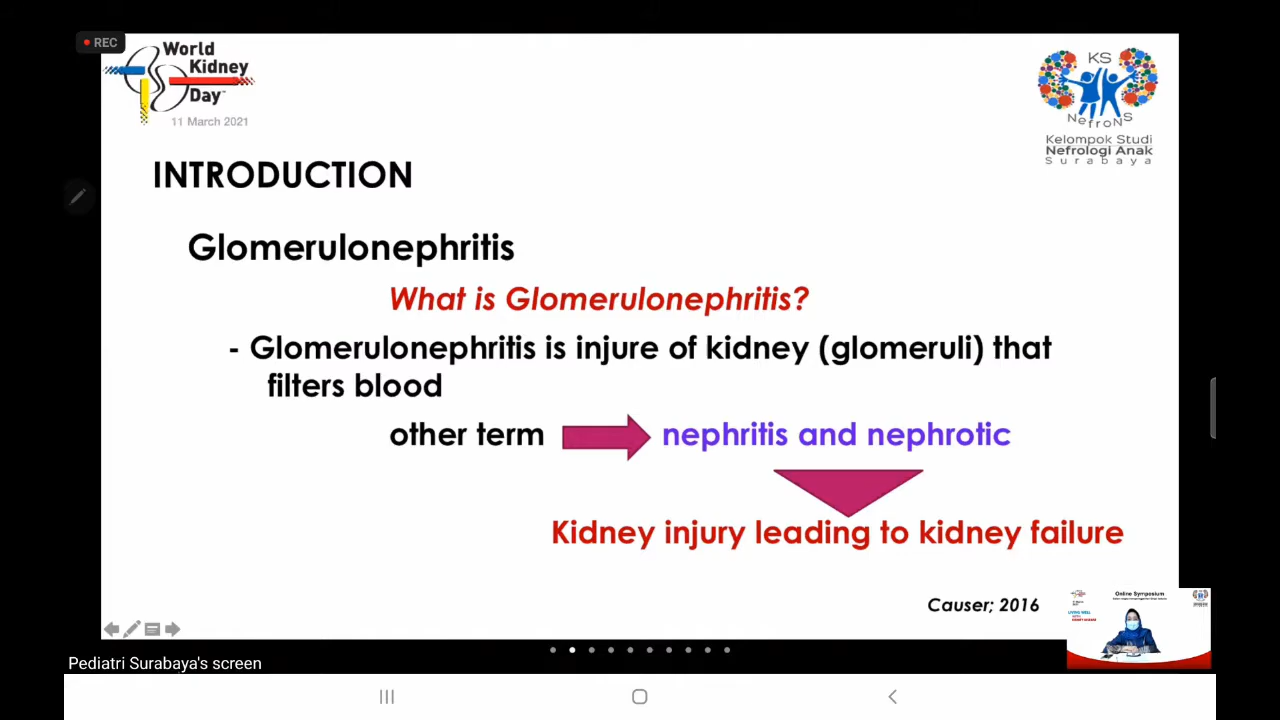 REC
World
Kidney
Day
11 March 2021
KS
NefroNS
Kelompok Studi
Nefrologi Anak
Surabaya
INTRODUCTION
Glomerulonephritis
What is Glomerulonephritis?
- Glomerulonephritis is injure of kidney (glomeruli) that
filters blood
other term nephritis and nephrotic
Kidney injury leading to kidney failure
Causer; 2016
Online Symposium
LIVING WELL
Pediatri Surabaya's screen